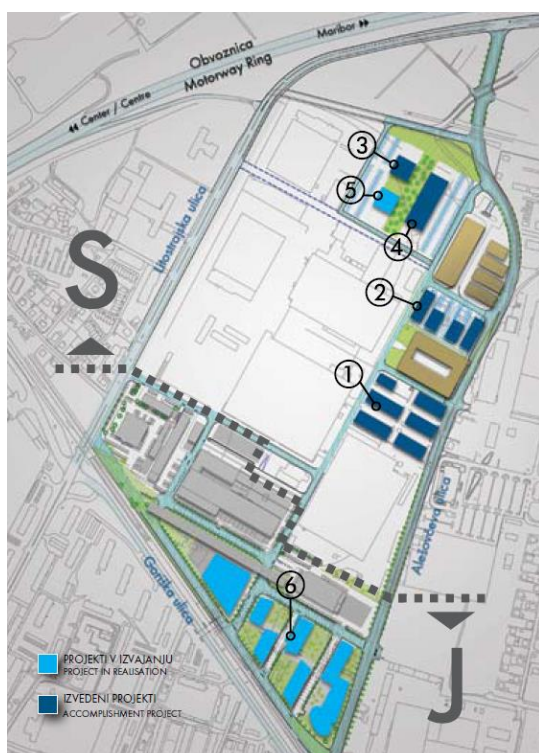 Maribor ▶▶
Obvoznica
Motorway Ring
◀◀ Center / Centre
3
5
4
Litostrojska ulica
S
2
1
Alešovčeva ulica
Goriška ulica
6
J
PROJEKTI V IZVAJANJU
PROJECT IN REALISATION
IZVEDENI PROJEKTI
ACCOMPLISHMENT PROJECT